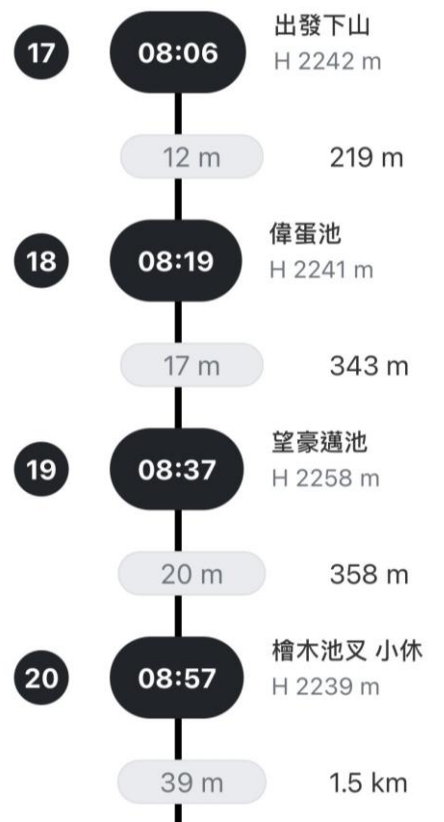 出發下山
17 08:06
H 2242 m
12 m 219 m
偉蛋池
18 08:19
H 2241 m
17 m 343 m
望豪邁池
19 08:37
H 2258 m
20 m 358 m
檜木池叉 小休
20 08:57
H 2239 m
39 m 1.5 km